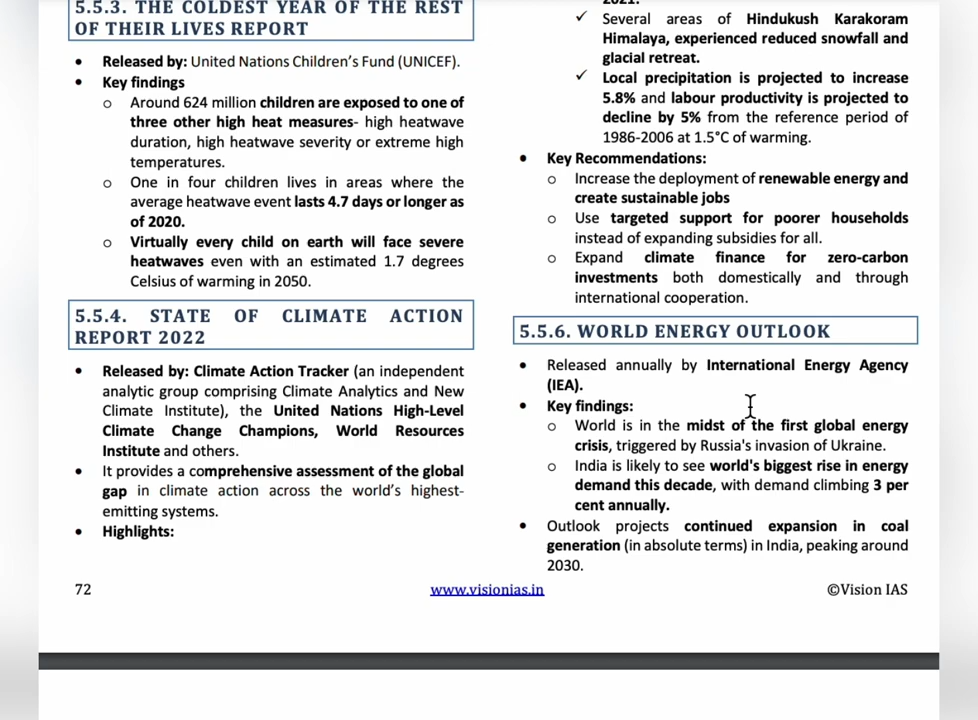 5.5.3. THE COLDEST YEAR OF THE REST
OF THEIR LIVES REPORT
• Released by: United Nations Children's Fund (UNICEF).
• Key findings
o Around 624 million children are exposed to one of
three other high heat measures- high heatwave
duration, high heatwave severity or extreme high
temperatures.
o One in four children lives in areas where the
average heatwave event lasts 4.7 days or longer as
of 2020.
o Virtually every child on earth will face severe
heatwaves even with an estimated 1.7 degrees
Celsius of warming in 2050.
5.5.4. STATE OF CLIMATE ACTION
REPORT 2022
• Released by: Climate Action Tracker (an independent
analytic group comprising Climate Analytics and New
Climate Institute), the United Nations High-Level
Climate Change Champions, World Resources
Institute and others.
• It provides a comprehensive assessment of the global
gap in climate action across the world's highest-
emitting systems.
• Highlights:
2021.
✓ Several areas of Hindukush Karakoram
Himalaya, experienced reduced snowfall and
glacial retreat.
✓ Local precipitation is projected to increase
5.8% and labour productivity is projected to
decline by 5% from the reference period of
1986-2006 at 1.5°C of warming.
• Key Recommendations:
o Increase the deployment of renewable energy and
create sustainable jobs
o Use targeted support for poorer households
instead of expanding subsidies for all.
o Expand climate finance for zero-carbon
investments both domestically and through
international cooperation.
5.5.6. WORLD ENERGY OUTLOOK
• Released annually by International Energy Agency
(IEA).
• Key findings:
o World is in the midst of the first global energy
crisis, triggered by Russia's invasion of Ukraine.
o India is likely to see world's biggest rise in energy
demand this decade, with demand climbing 3 per
cent annually.
• Outlook projects continued expansion in coal
generation (in absolute terms) in India, peaking around
2030.
72 www.visionias.in ©Vision IAS